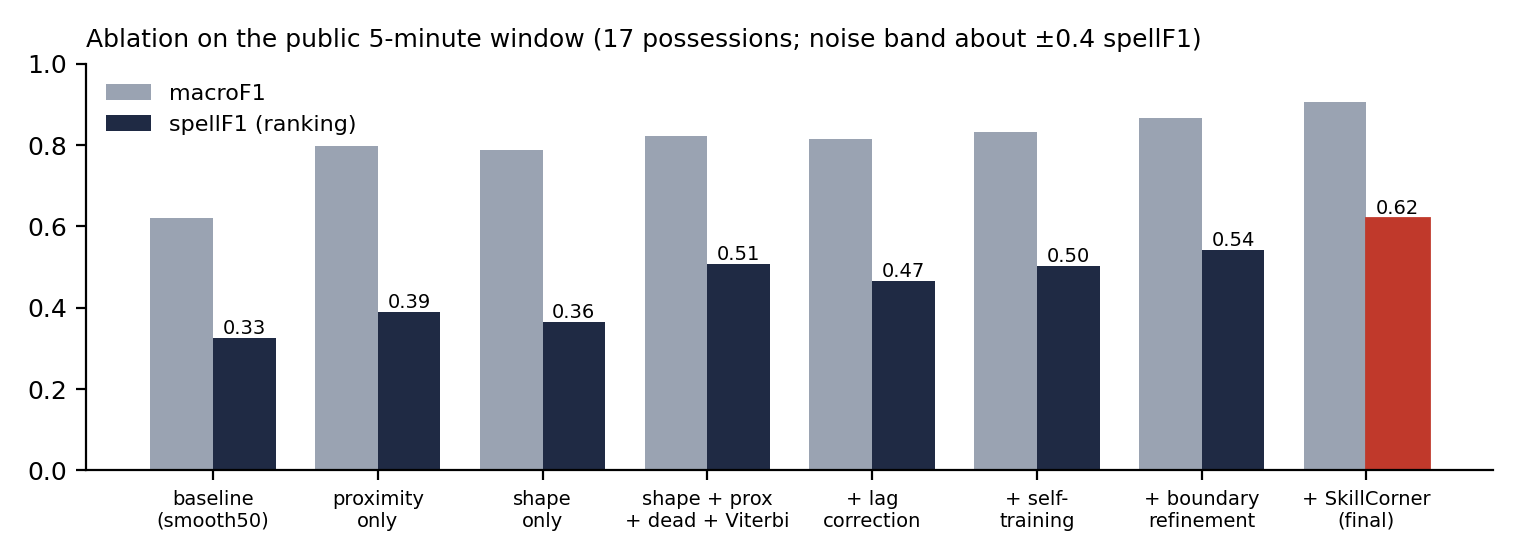 Ablation on the public 5-minute window (17 possessions; noise band about ±0.4 spellF1)
1.0
0.8
0.6
0.4
0.2
0.0
macroF1
spellF1 (ranking)
0.33
0.39
0.36
0.51
0.47
0.50
0.54
0.62
baseline
(smooth50)
proximity
only
shape
only
shape + prox
+ dead + Viterbi
+ lag
correction
+ self-
training
+ boundary
refinement
+ SkillCorner
(final)